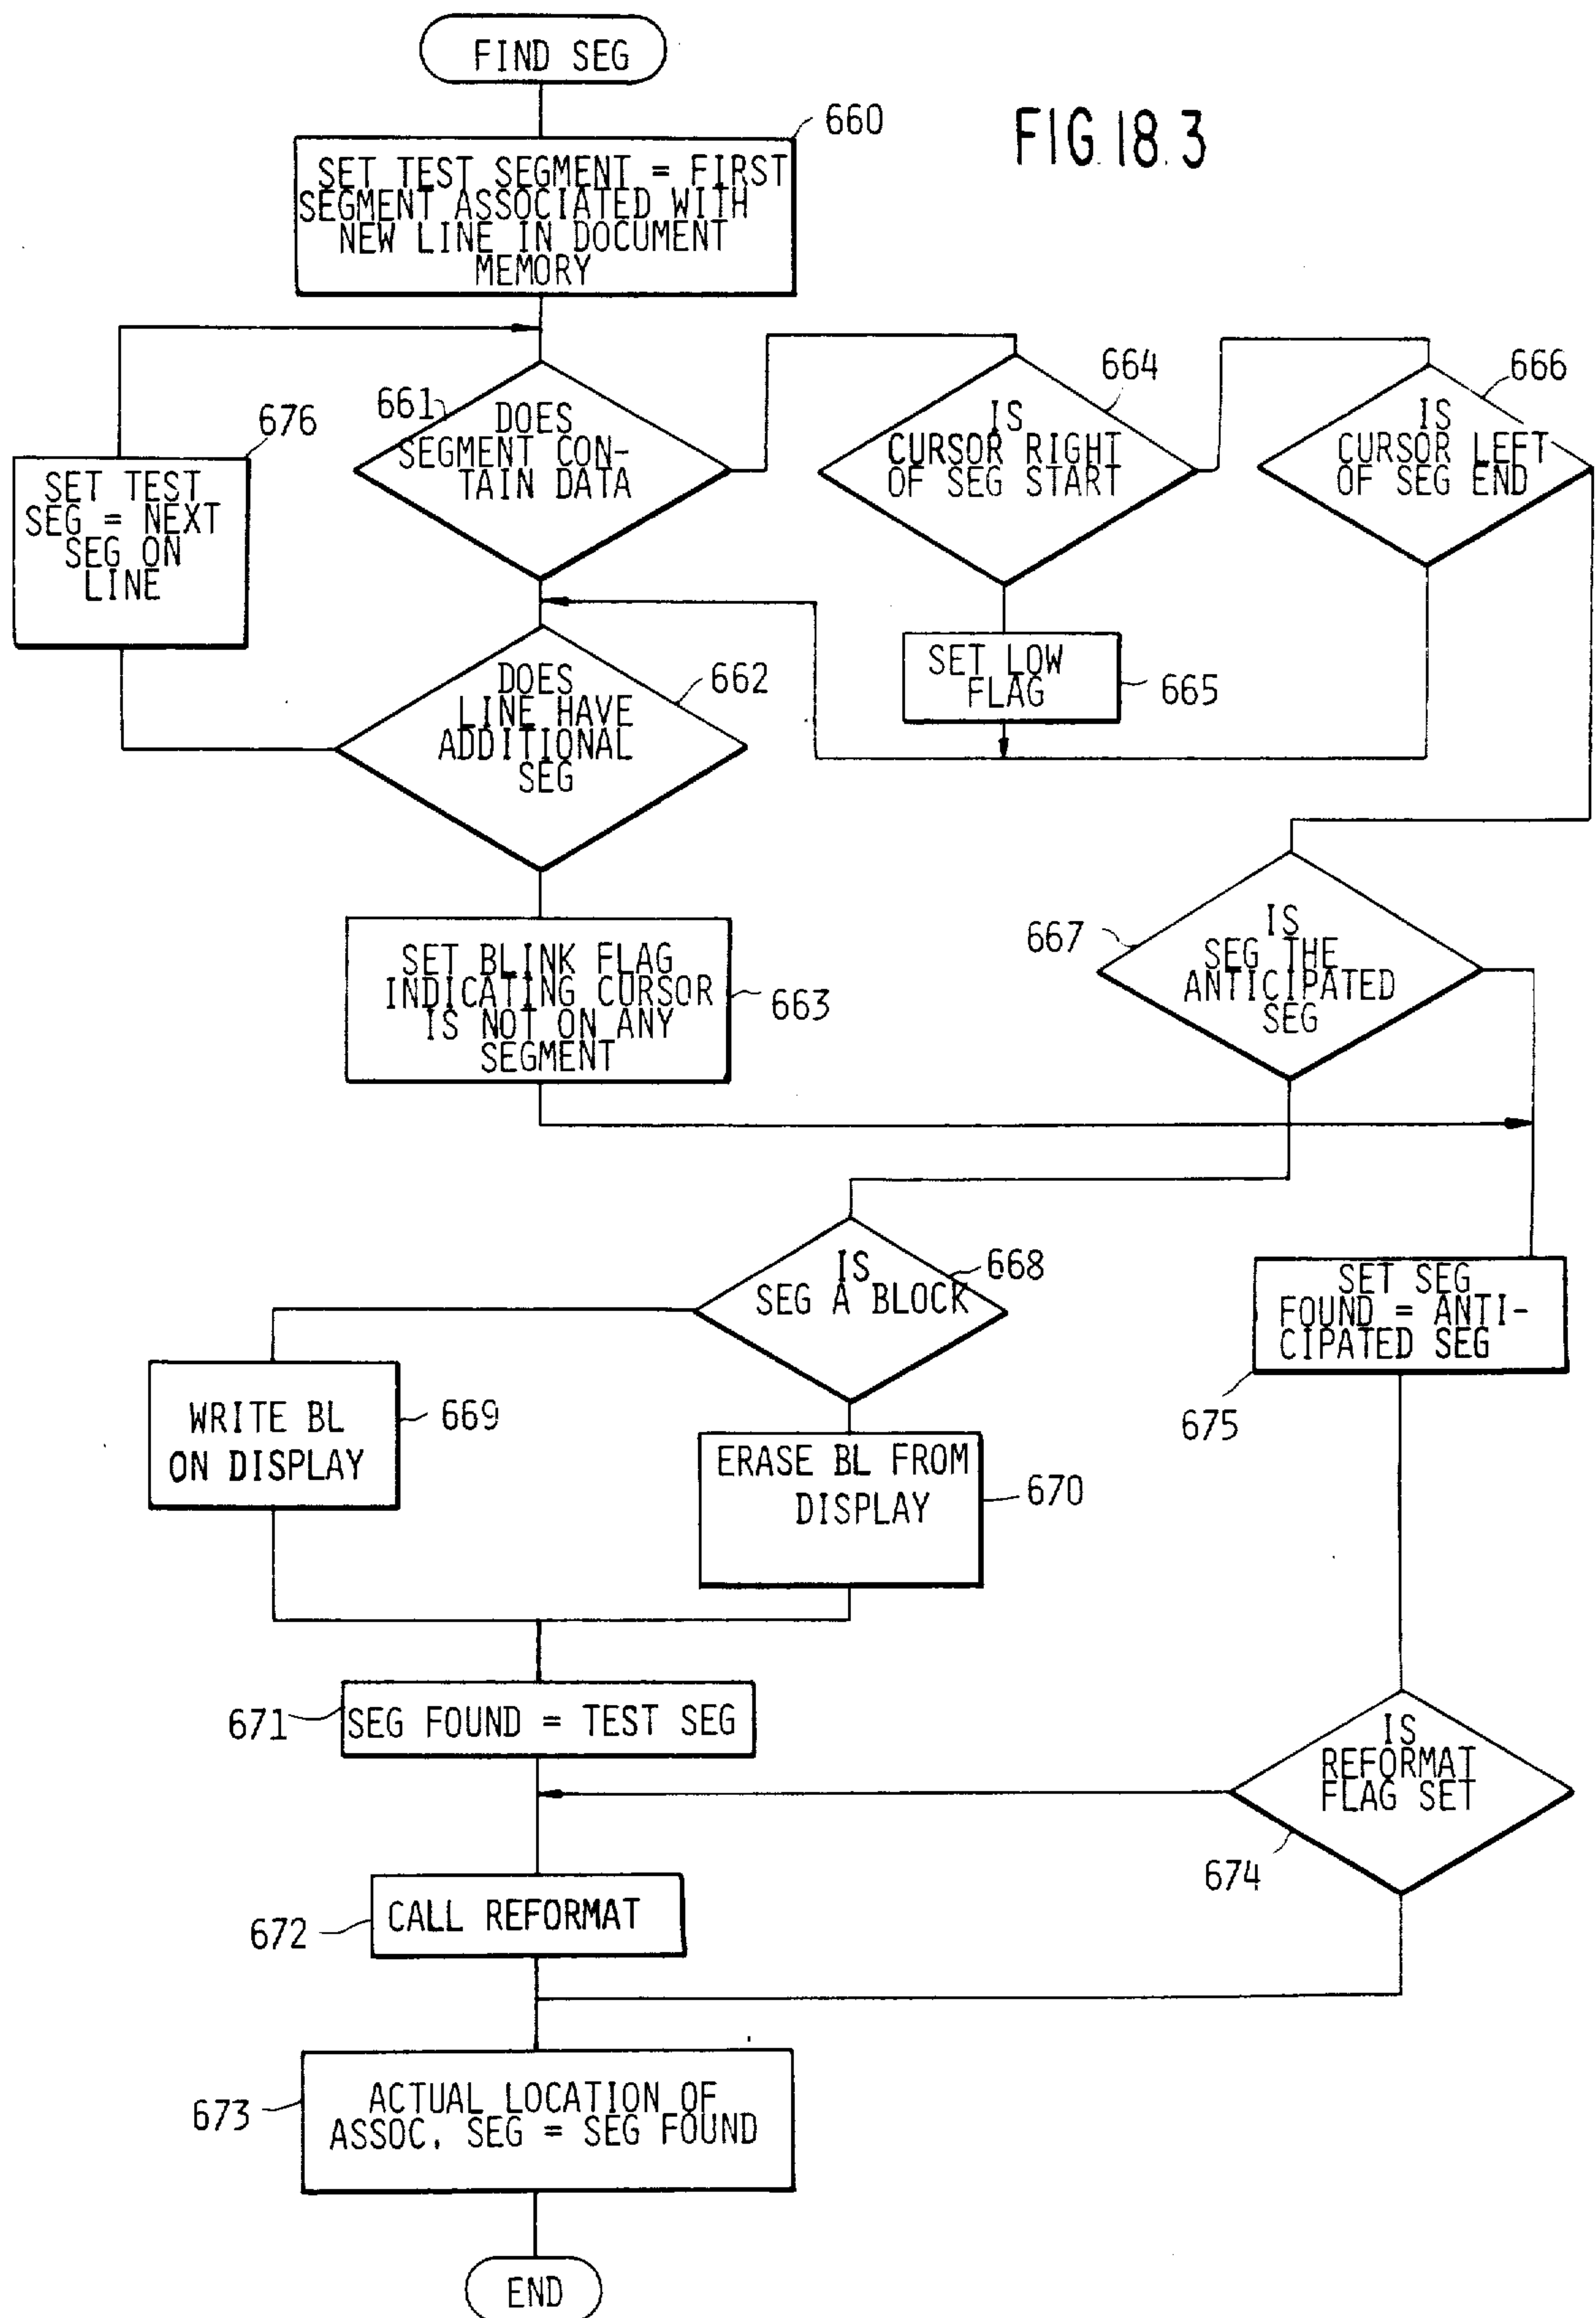 FIND SEG
FIG. 18.3
660
SET TEST SEGMENT = FIRST
SEGMENT ASSOCIATED WITH
NEW LINE IN DOCUMENT
MEMORY
661
DOES
SEGMENT CON-
TAIN DATA
664
IS
CURSOR RIGHT
OF SEG START
666
IS
CURSOR LEFT
OF SEG END
676
SET TEST
SEG = NEXT
SEG ON
LINE
SET LOW
FLAG
665
662
DOES
LINE HAVE
ADDITIONAL
SEG
SET BLINK FLAG
INDICATING CURSOR
IS NOT ON ANY
SEGMENT
663
667
IS
SEG THE
ANTICIPATED
SEG
668
IS
SEG A BLOCK
SET SEG
FOUND = ANTI-
CIPATED SEG
675
WRITE BL
ON DISPLAY
669
ERASE BL FROM
DISPLAY
670
671
SEG FOUND = TEST SEG
IS
REFORMAT
FLAG SET
674
672
CALL REFORMAT
673
ACTUAL LOCATION OF
ASSOC. SEG = SEG FOUND
END